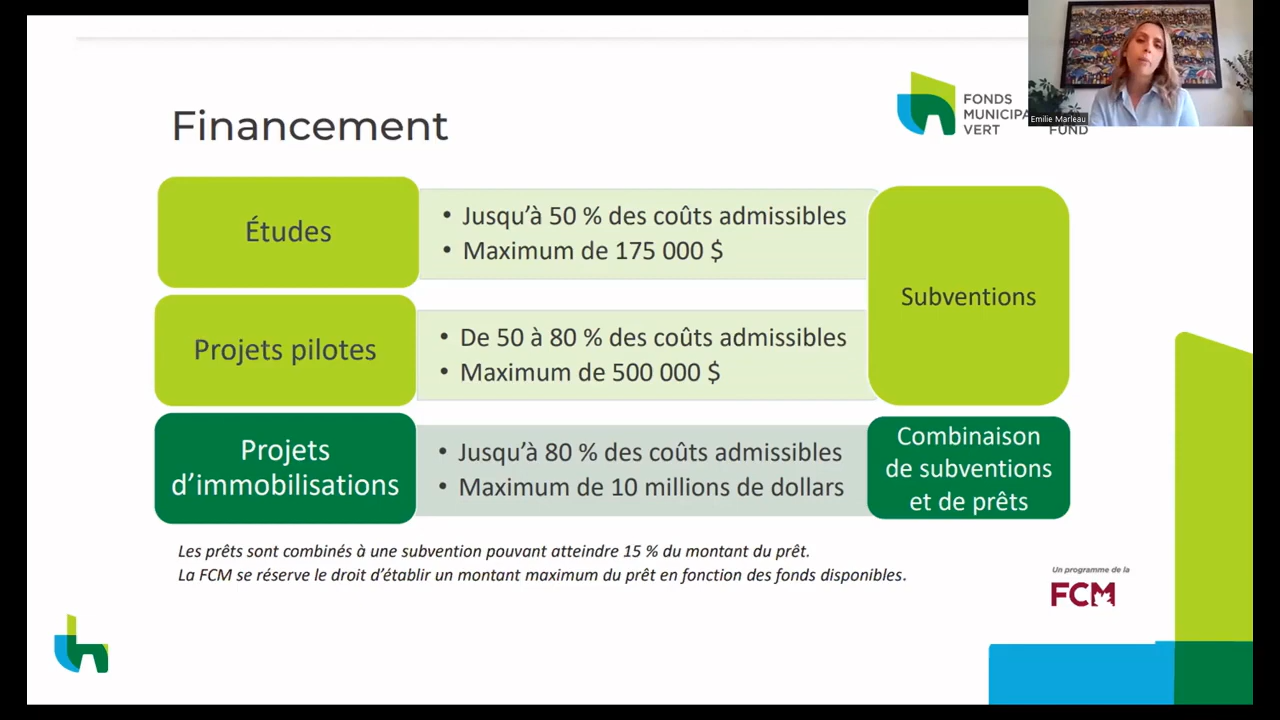 Financement
FONDS
MUNICIPA
VERT
FUND
Emilie Marleau
Études
• Jusqu’à 50 % des coûts admissibles
• Maximum de 175 000 $
Subventions
Projets pilotes
• De 50 à 80 % des coûts admissibles
• Maximum de 500 000 $
Projets
d’immobilisations
• Jusqu’à 80 % des coûts admissibles
• Maximum de 10 millions de dollars
Combinaison
de subventions
et de prêts
Les prêts sont combinés à une subvention pouvant atteindre 15 % du montant du prêt.
La FCM se réserve le droit d’établir un montant maximum du prêt en fonction des fonds disponibles.
Un programme de la
FCM